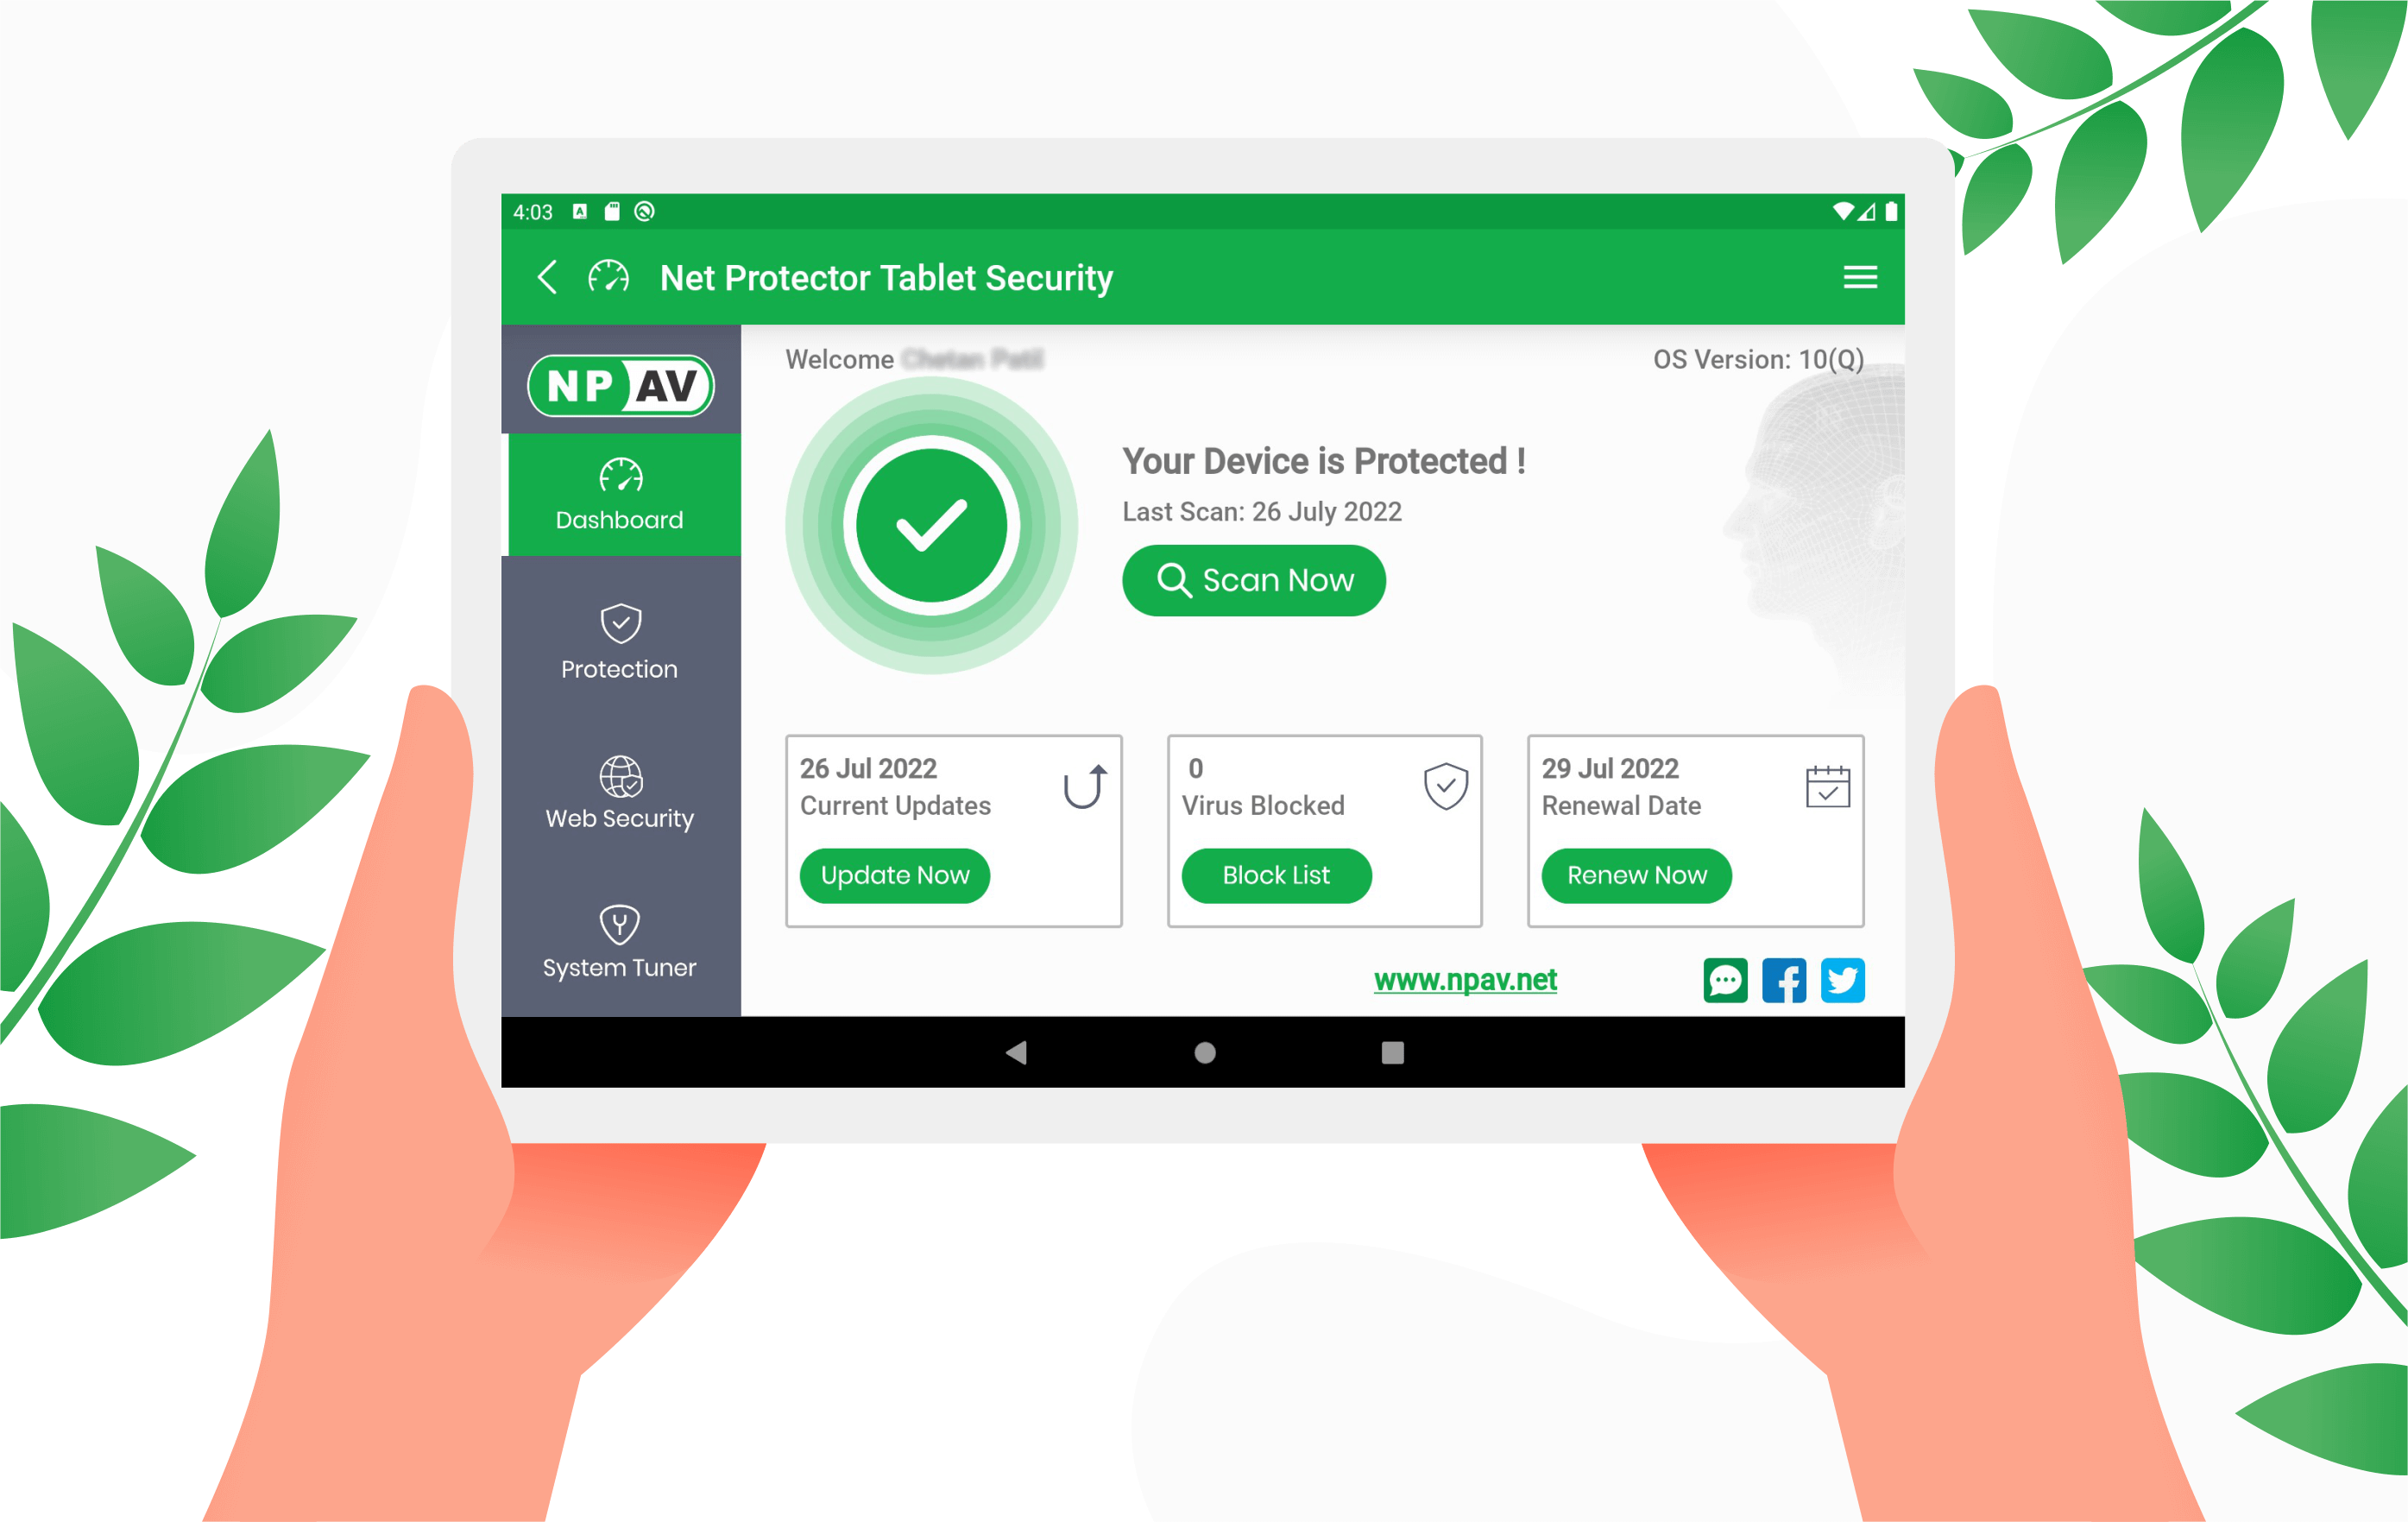 4:03
Net Protector Tablet Security
NP AV
Welcome
OS Version: 10(Q)
Dashboard
Your Device is Protected !
Last Scan: 26 July 2022
Scan Now
Protection
Web Security
System Tuner
26 Jul 2022
Current Updates
Update Now
0
Virus Blocked
Block List
29 Jul 2022
Renewal Date
Renew Now
www.npav.net